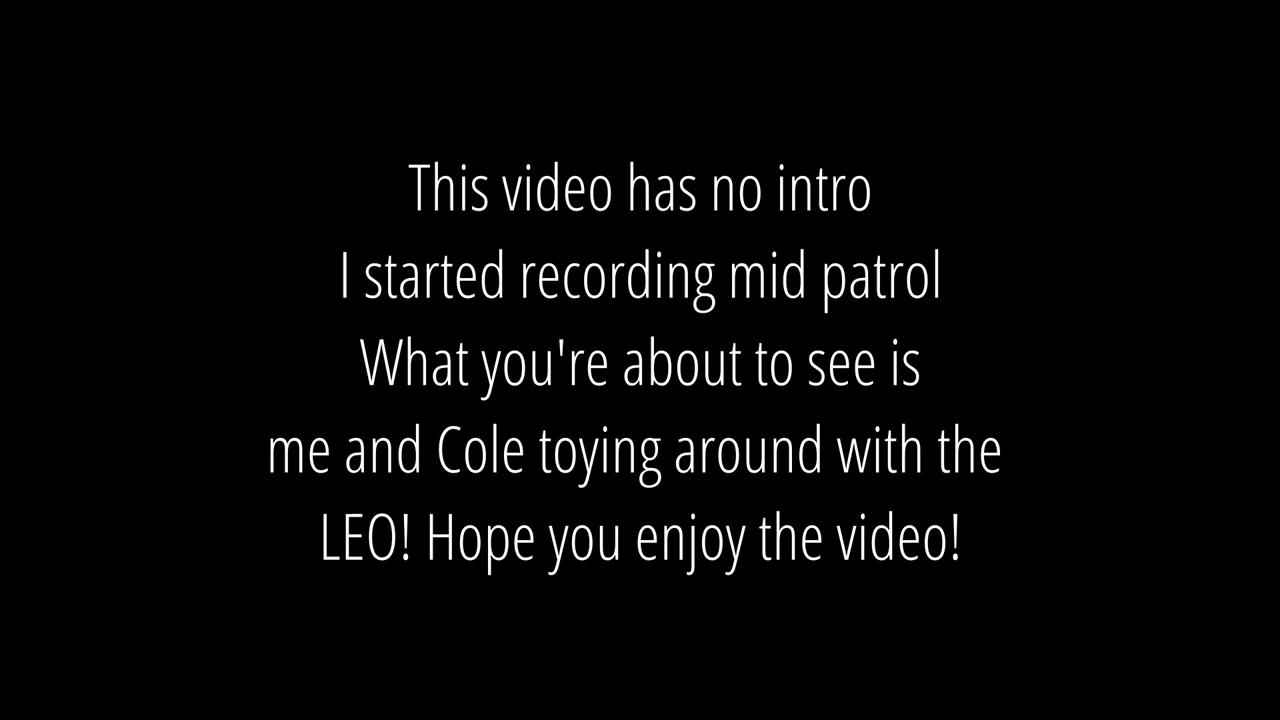 This video has no intro
I started recording mid patrol
What you're about to see is
me and Cole toying around with the
LEO! Hope you enjoy the video!